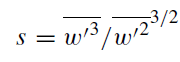 $s = \overline{w'^3} / \overline{w'^2}^{3/2}$